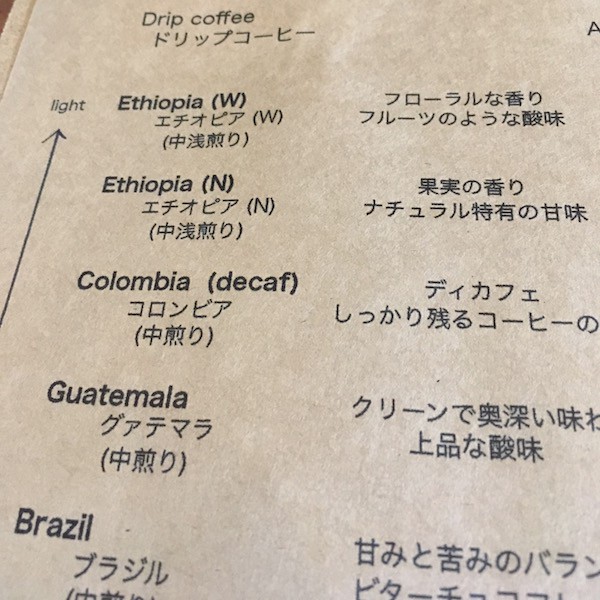 Drip coffee
ドリップコーヒー
A
light
Ethiopia (W)
エチオピア (W)
(中浅煎り)
フローラルな香り
フルーツのような酸味
Ethiopia (N)
エチオピア (N)
(中浅煎り)
果実の香り
ナチュラル特有の甘味
Colombia (decaf)
コロンビア
(中煎り)
ディカフェ
しっかり残るコーヒーの
Guatemala
グァテマラ
(中煎り)
クリーンで奥深い味わ
上品な酸味
Brazil
ブラジル
甘みと苦みのバラン